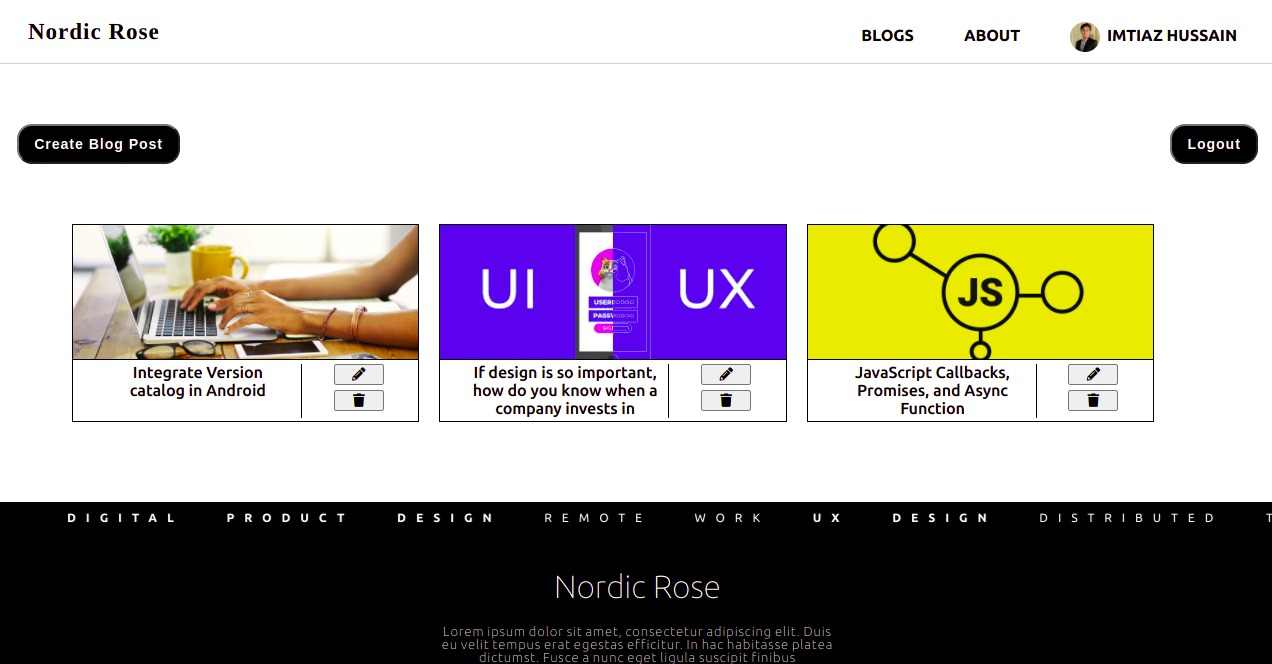 Nordic Rose
BLOGS
ABOUT
IMTIAZ HUSSAIN
Create Blog Post
Logout
UI
UX
JS
Integrate Version
catalog in Android
If design is so important,
how do you know when a
company invests in
JavaScript Callbacks,
Promises, and Async
Function
DIGITAL PRODUCT DESIGN REMOTE WORK UX DESIGN DISTRIBUTED T
Nordic Rose
Lorem ipsum dolor sit amet, consectetur adipiscing elit. Duis
eu velit tempus erat egestas efficitur. In hac habitasse platea
dictumst. Fusce a nunc eget ligula suscipit finibus